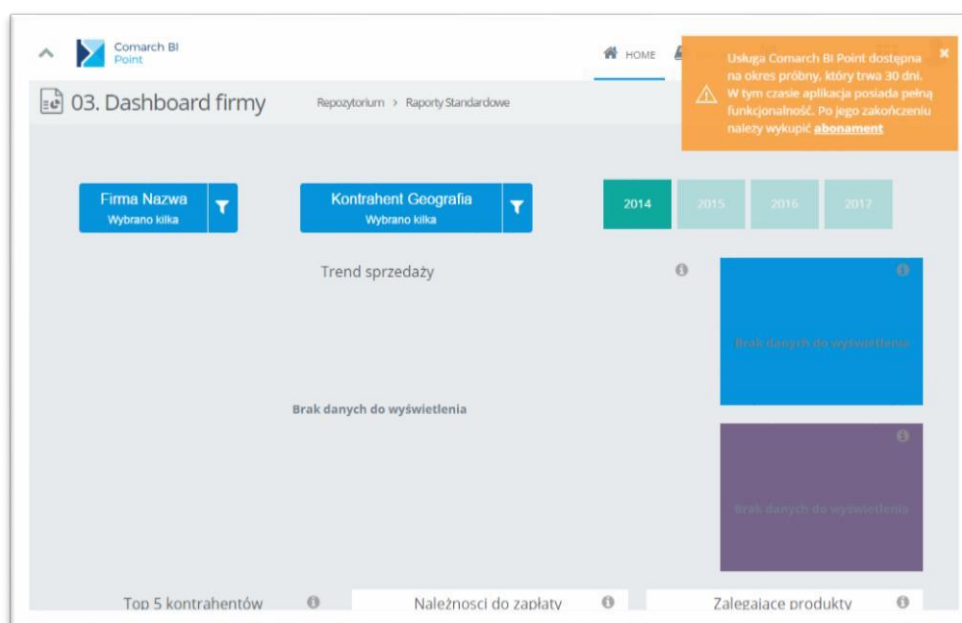 Comarch BI
Point
HOME
Usługa Comarch BI Point dostępna
na okres próbny, który trwa 30 dni.
W tym czasie aplikacja posiada pełną
funkcjonalność. Po jego zakończeniu
należy wykupić abonament
03. Dashboard firmy
Repozytorium > Raporty Standardowe
Firma Nazwa
Wybrano kilka
Kontrahent Geografia
Wybrano kilka
2014 2015 2016 2017
Trend sprzedaży
Brak danych do wyświetlenia
Brak danych do wyświetlenia
Brak danych do wyświetlenia
Top 5 kontrahentów
Należnosci do zapłaty
Zalegające produkty